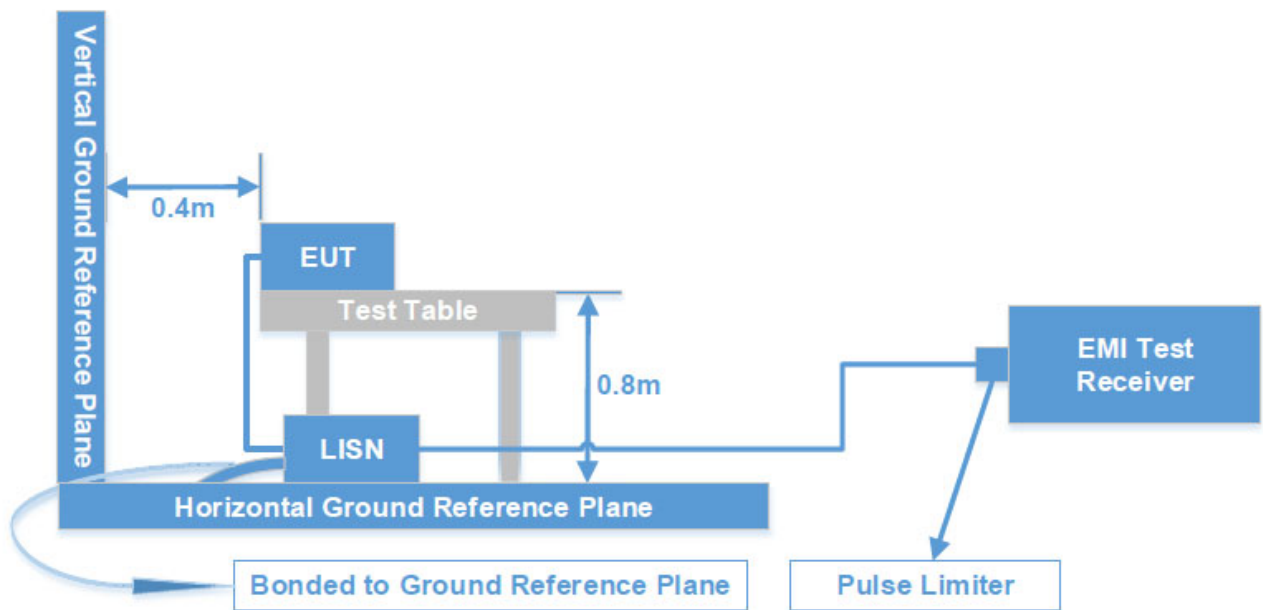 Vertical Ground Reference Plane
0.4m
EUT
Test Table
0.8m
EMI Test
Receiver
LISN
Horizontal Ground Reference Plane
Bonded to Ground Reference Plane
Pulse Limiter